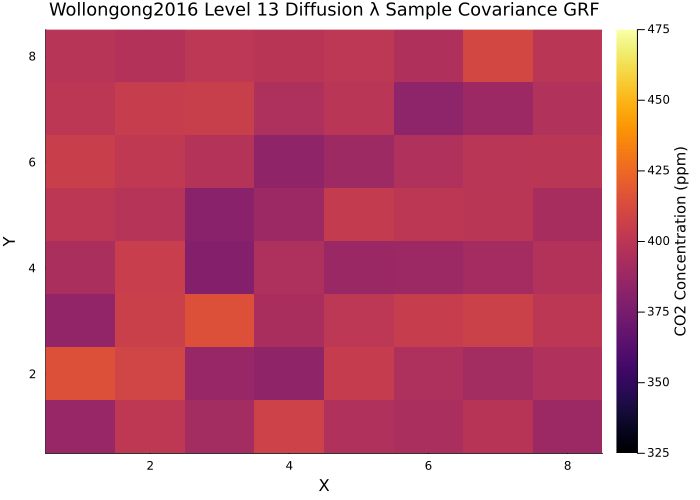 Wollongong2016 Level 13 Diffusion λ Sample Covariance GRF
8
6
4
2
Y
2 4 6 8
X
475
450
425
400
375
350
325
CO2 Concentration (ppm)